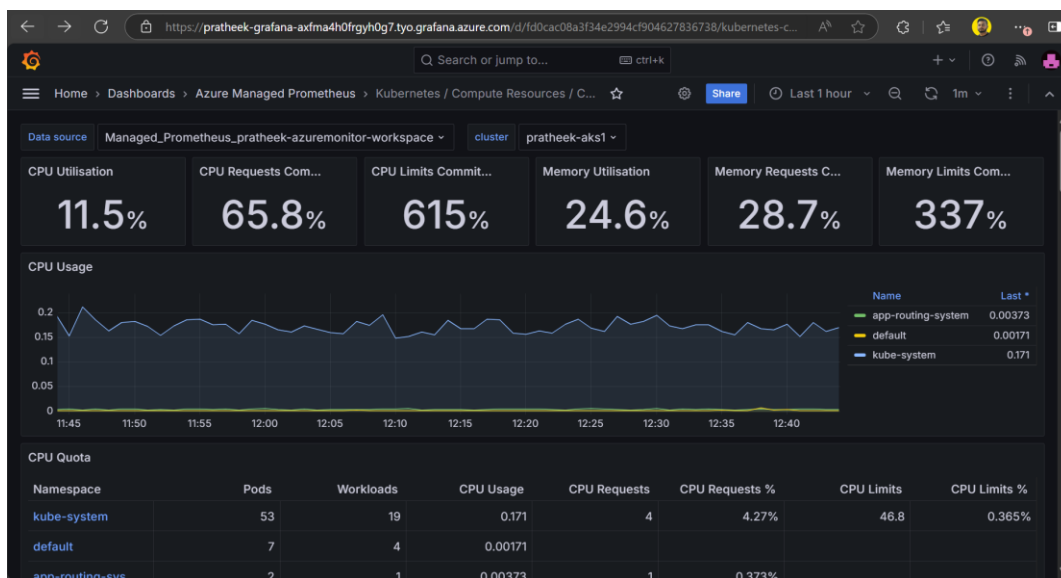 https://pratheek-grafana-axfma4h0frgyh0g7.tyo.grafana.azure.com/d/fd0cac08a3f34e2994cf904627836738/kubernetes-c...
Search or jump to... ctrl+k
Home > Dashboards > Azure Managed Prometheus > Kubernetes / Compute Resources / C... Share Last 1 hour 1m
Data source Managed_Prometheus_pratheek-azuremonitor-workspace cluster pratheek-aks1
CPU Utilisation CPU Requests Com... CPU Limits Commit... Memory Utilisation Memory Requests C... Memory Limits Com...
11.5% 65.8% 615% 24.6% 28.7% 337%
CPU Usage
Name Last *
app-routing-system 0.00373
default 0.00171
kube-system 0.171
0.2
0.15
0.1
0.05
0
11:45 11:50 11:55 12:00 12:05 12:10 12:15 12:20 12:25 12:30 12:35 12:40
CPU Quota
Namespace Pods Workloads CPU Usage CPU Requests CPU Requests % CPU Limits CPU Limits %
kube-system 53 19 0.171 4 4.27% 46.8 0.365%
default 7 4 0.00171
app-routing-sys 2 1 0.00373 1 0.373%